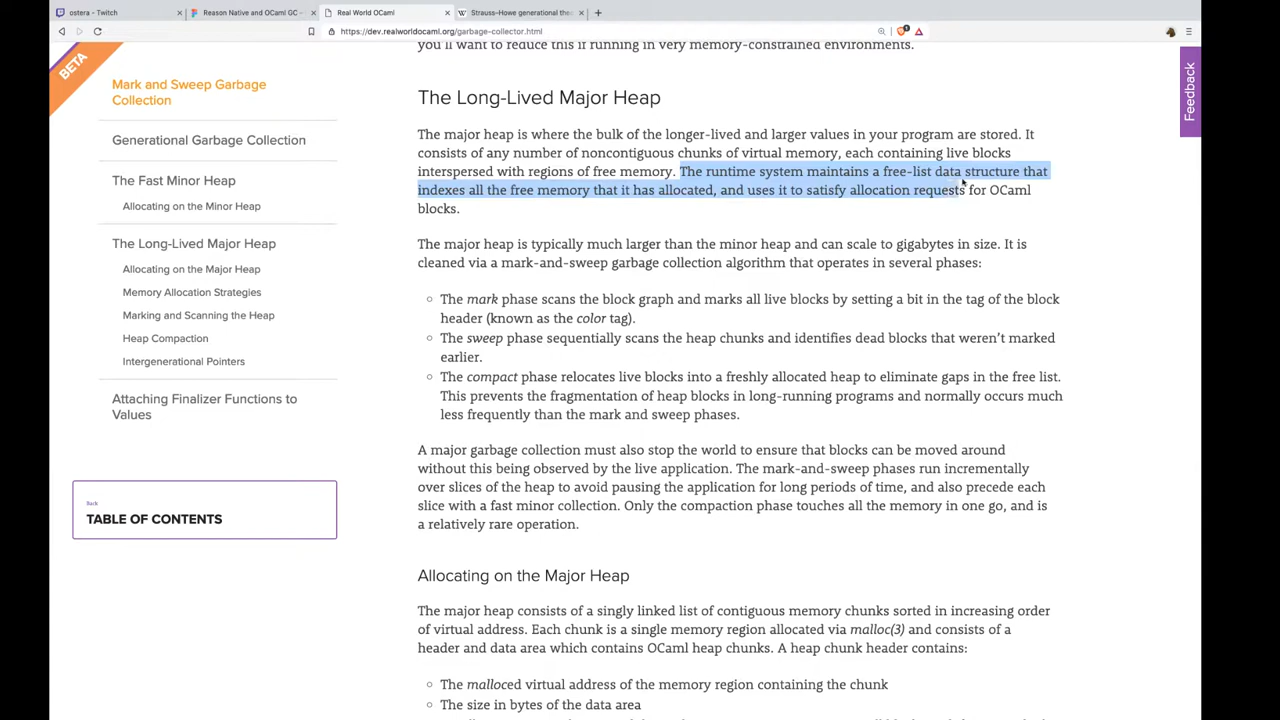 ostera - Twitch
Reason Native and OCaml GC -
Real World OCaml
Strauss–Howe generational the
https://dev.realworldocaml.org/garbage-collector.html
BETA
Feedback
Mark and Sweep Garbage
Collection
Generational Garbage Collection
The Fast Minor Heap
Allocating on the Minor Heap
The Long-Lived Major Heap
Allocating on the Major Heap
Memory Allocation Strategies
Marking and Scanning the Heap
Heap Compaction
Intergenerational Pointers
Attaching Finalizer Functions to
Values
Back
TABLE OF CONTENTS
you'll want to reduce this if running in very memory-constrained environments.
The Long-Lived Major Heap
The major heap is where the bulk of the longer-lived and larger values in your program are stored. It
consists of any number of noncontiguous chunks of virtual memory, each containing live blocks
interspersed with regions of free memory. The runtime system maintains a free-list data structure that
indexes all the free memory that it has allocated, and uses it to satisfy allocation requests for OCaml
blocks.
The major heap is typically much larger than the minor heap and can scale to gigabytes in size. It is
cleaned via a mark-and-sweep garbage collection algorithm that operates in several phases:
The mark phase scans the block graph and marks all live blocks by setting a bit in the tag of the block
header (known as the color tag).
The sweep phase sequentially scans the heap chunks and identifies dead blocks that weren't marked
earlier.
The compact phase relocates live blocks into a freshly allocated heap to eliminate gaps in the free list.
This prevents the fragmentation of heap blocks in long-running programs and normally occurs much
less frequently than the mark and sweep phases.
A major garbage collection must also stop the world to ensure that blocks can be moved around
without this being observed by the live application. The mark-and-sweep phases run incrementally
over slices of the heap to avoid pausing the application for long periods of time, and also precede each
slice with a fast minor collection. Only the compaction phase touches all the memory in one go, and is
a relatively rare operation.
Allocating on the Major Heap
The major heap consists of a singly linked list of contiguous memory chunks sorted in increasing order
of virtual address. Each chunk is a single memory region allocated via malloc(3) and consists of a
header and data area which contains OCaml heap chunks. A heap chunk header contains:
The malloced virtual address of the memory region containing the chunk
The size in bytes of the data area